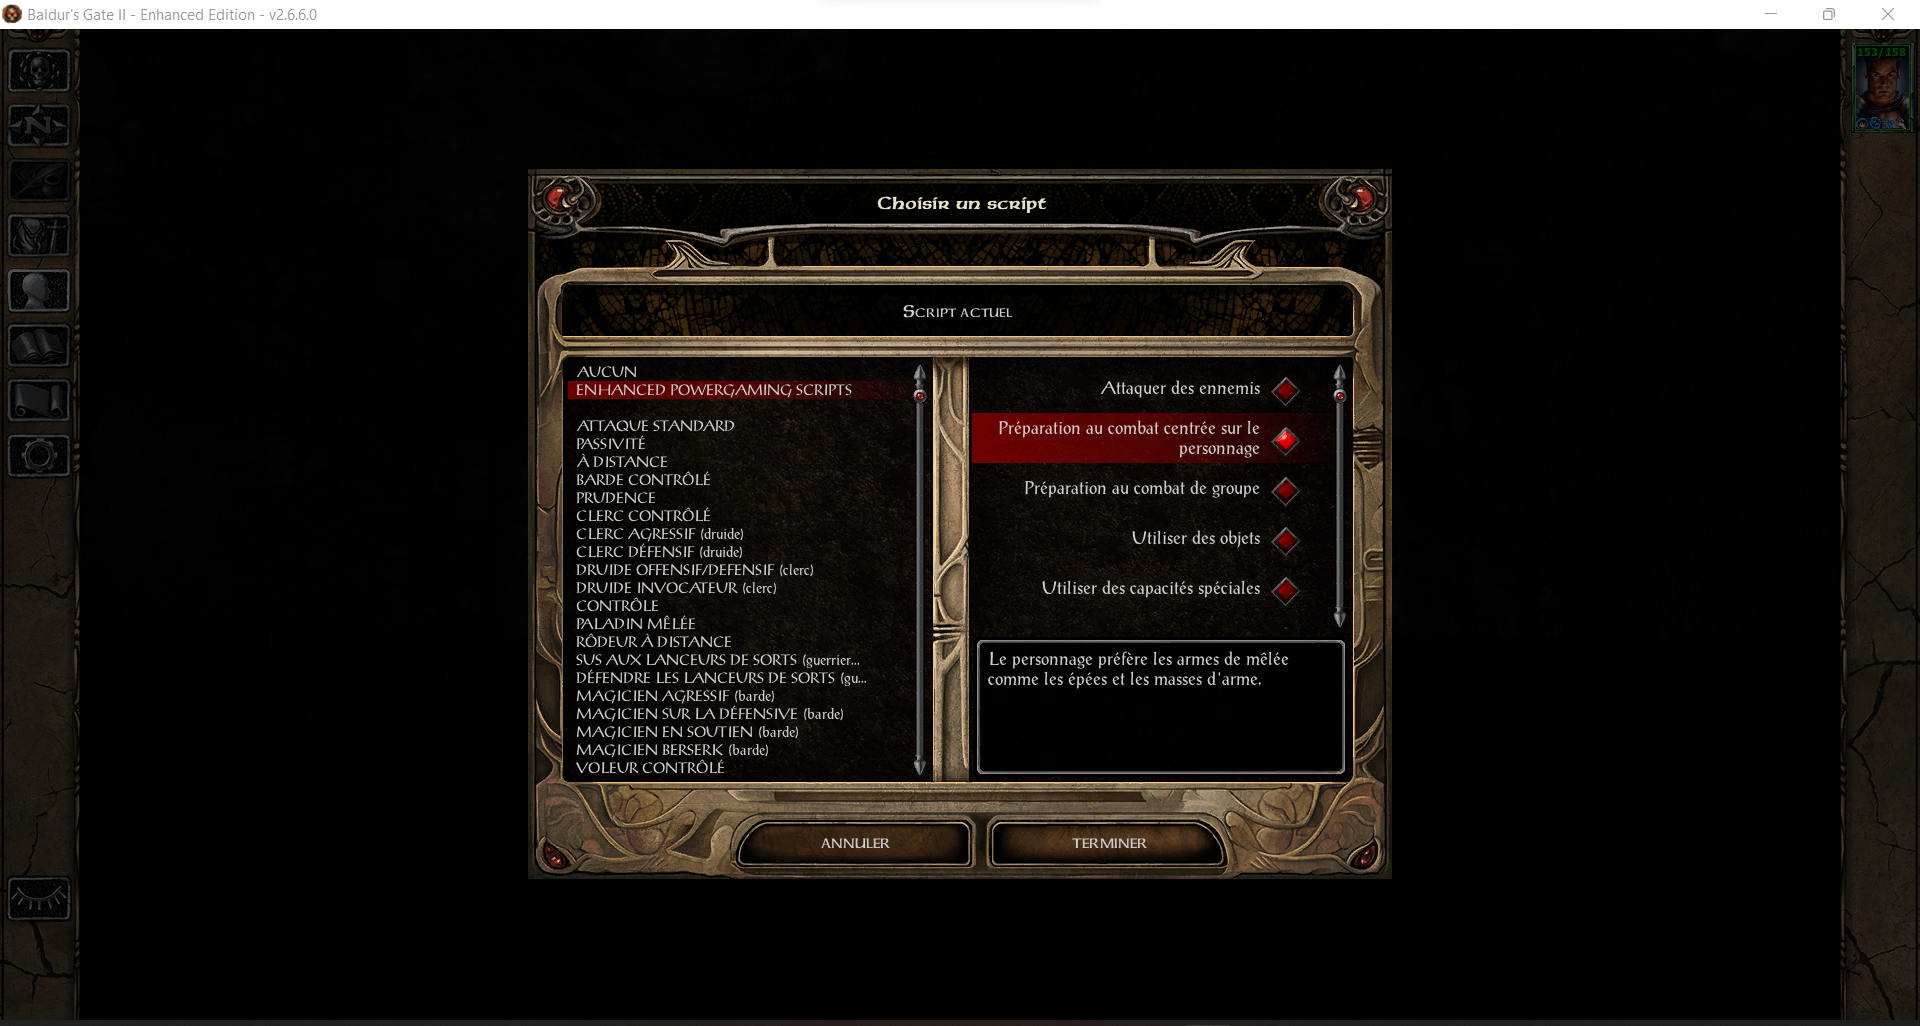 Baldur's Gate II - Enhanced Edition - v2.6.6.0
153/158
N
Choisir un script
Script actuel
AUCUN
ENHANCED POWERGAMING SCRIPTS
ATTAQUE STANDARD
PASSIVITÉ
À DISTANCE
BARDE CONTRÔLÉ
PRUDENCE
CLERC CONTRÔLÉ
CLERC AGRESSIF (druide)
CLERC DÉFENSIF (druide)
DRUIDE OFFENSIF/DEFENSIF (clerc)
DRUIDE INVOCATEUR (clerc)
CONTRÔLE
PALADIN MÊLÉE
RÔDEUR À DISTANCE
SUS AUX LANCEURS DE SORTS (guerrier...
DÉFENDRE LES LANCEURS DE SORTS (gu...
MAGICIEN AGRESSIF (barde)
MAGICIEN SUR LA DÉFENSIVE (barde)
MAGICIEN EN SOUTIEN (barde)
MAGICIEN BERSERK (barde)
VOLEUR CONTRÔLÉ
Attaquer des ennemis
Préparation au combat centrée sur le
personnage
Préparation au combat de groupe
Utiliser des objets
Utiliser des capacités spéciales
Le personnage préfère les armes de mêlée
comme les épées et les masses d'arme.
ANNULER
TERMINER